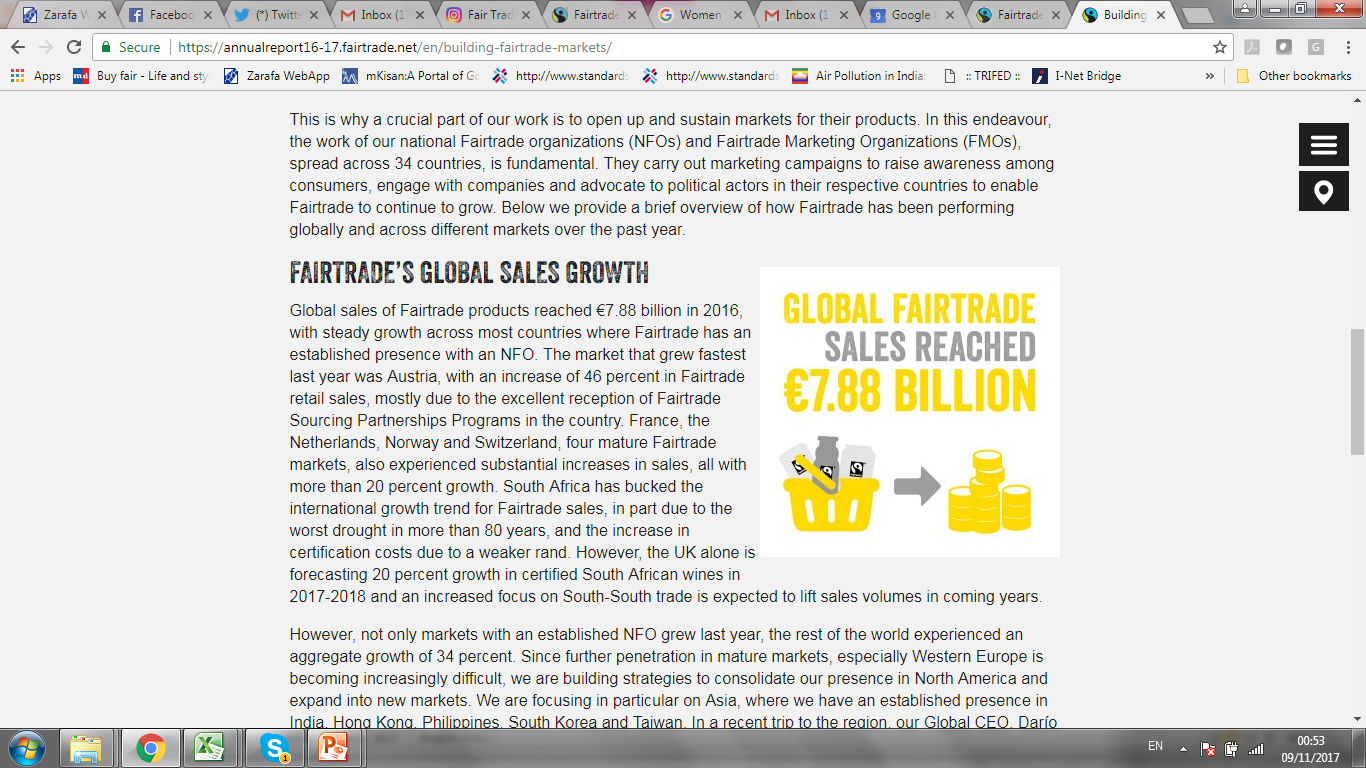 Zarafa W
Faceboo
(*) Twitte
Inbox (1
Fair Trad
Fairtrade
Women
Inbox (1
Google C
Fairtrade
Building
Secure
https://annualreport16-17.fairtrade.net/en/building-fairtrade-markets/
Apps
Buy fair - Life and sty
Zarafa WebApp
mKisan:A Portal of Go
http://www.standards
http://www.standards
Air Pollution in India:
:: TRIFED ::
I-Net Bridge
»
Other bookmarks
This is why a crucial part of our work is to open up and sustain markets for their products. In this endeavour,
the work of our national Fairtrade organizations (NFOs) and Fairtrade Marketing Organizations (FMOs),
spread across 34 countries, is fundamental. They carry out marketing campaigns to raise awareness among
consumers, engage with companies and advocate to political actors in their respective countries to enable
Fairtrade to continue to grow. Below we provide a brief overview of how Fairtrade has been performing
globally and across different markets over the past year.
FAIRTRADE'S GLOBAL SALES GROWTH
Global sales of Fairtrade products reached €7.88 billion in 2016,
with steady growth across most countries where Fairtrade has an
established presence with an NFO. The market that grew fastest
last year was Austria, with an increase of 46 percent in Fairtrade
retail sales, mostly due to the excellent reception of Fairtrade
Sourcing Partnerships Programs in the country. France, the
Netherlands, Norway and Switzerland, four mature Fairtrade
markets, also experienced substantial increases in sales, all with
more than 20 percent growth. South Africa has bucked the
international growth trend for Fairtrade sales, in part due to the
worst drought in more than 80 years, and the increase in
certification costs due to a weaker rand. However, the UK alone is
forecasting 20 percent growth in certified South African wines in
2017-2018 and an increased focus on South-South trade is expected to lift sales volumes in coming years.
GLOBAL FAIRTRADE
SALES REACHED
€7.88 BILLION
However, not only markets with an established NFO grew last year, the rest of the world experienced an
aggregate growth of 34 percent. Since further penetration in mature markets, especially Western Europe is
becoming increasingly difficult, we are building strategies to consolidate our presence in North America and
expand into new markets. We are focusing in particular on Asia, where we have an established presence in
India, Hong Kong, Philippines, South Korea and Taiwan. In a recent trip to the region, our Global CEO, Darío
EN
00:53
09/11/2017